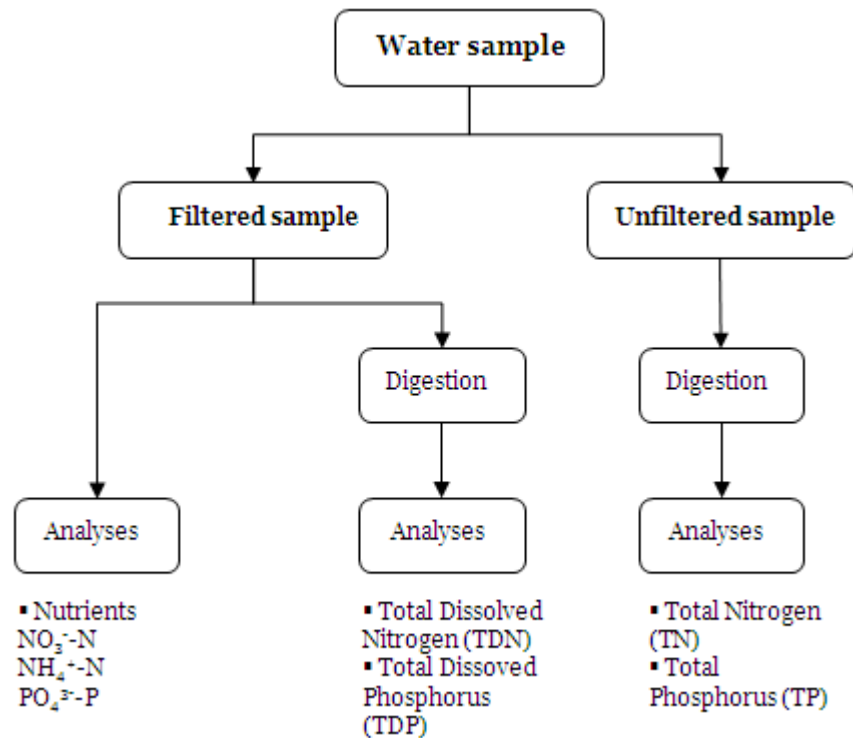 Water sample
Filtered sample
Unfiltered sample
Digestion
Digestion
Analyses
Analyses
Analyses
▪ Nutrients
NO₃⁻-N
NH₄⁺-N
PO₄³⁻-P
▪ Total Dissolved
Nitrogen (TDN)
▪ Total Dissoved
Phosphorus
(TDP)
▪ Total Nitrogen
(TN)
▪ Total
Phosphorus (TP)